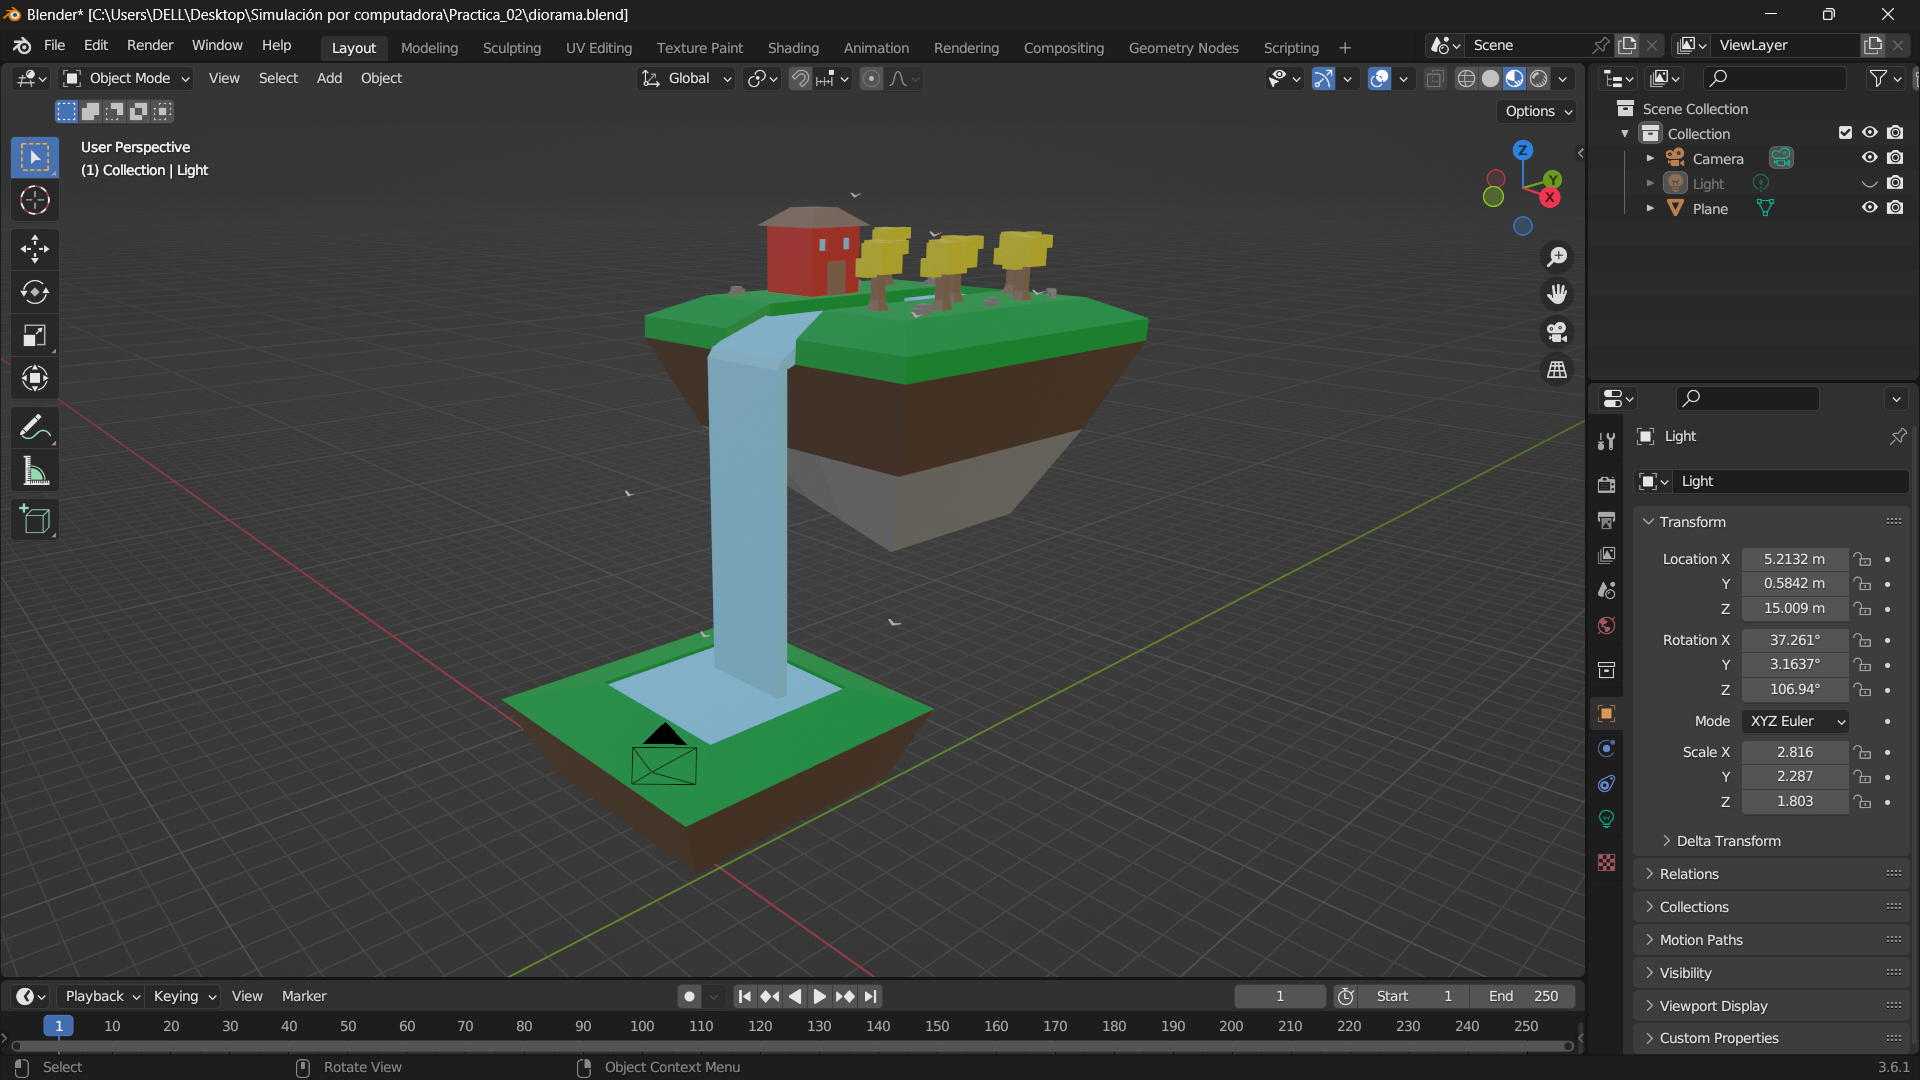 Blender* [C:\Users\DELL\Desktop\Simulación por computadora\Practica_02\diorama.blend]
File Edit Render Window Help Layout Modeling Sculpting UV Editing Texture Paint Shading Animation Rendering Compositing Geometry Nodes Scripting + Scene ViewLayer
Object Mode View Select Add Object Global
Options
User Perspective
(1) Collection | Light
Z
Y
X
Scene Collection
Collection
Camera
Light
Plane
Light
Light
Transform
Location X 5.2132 m
Y 0.5842 m
Z 15.009 m
Rotation X 37.261°
Y 3.1637°
Z 106.94°
Mode XYZ Euler
Scale X 2.816
Y 2.287
Z 1.803
Delta Transform
Relations
Collections
Motion Paths
Visibility
Viewport Display
Custom Properties
Playback Keying View Marker 1 Start 1 End 250
1 10 20 30 40 50 60 70 80 90 100 110 120 130 140 150 160 170 180 190 200 210 220 230 240 250
Select Rotate View Object Context Menu 3.6.1